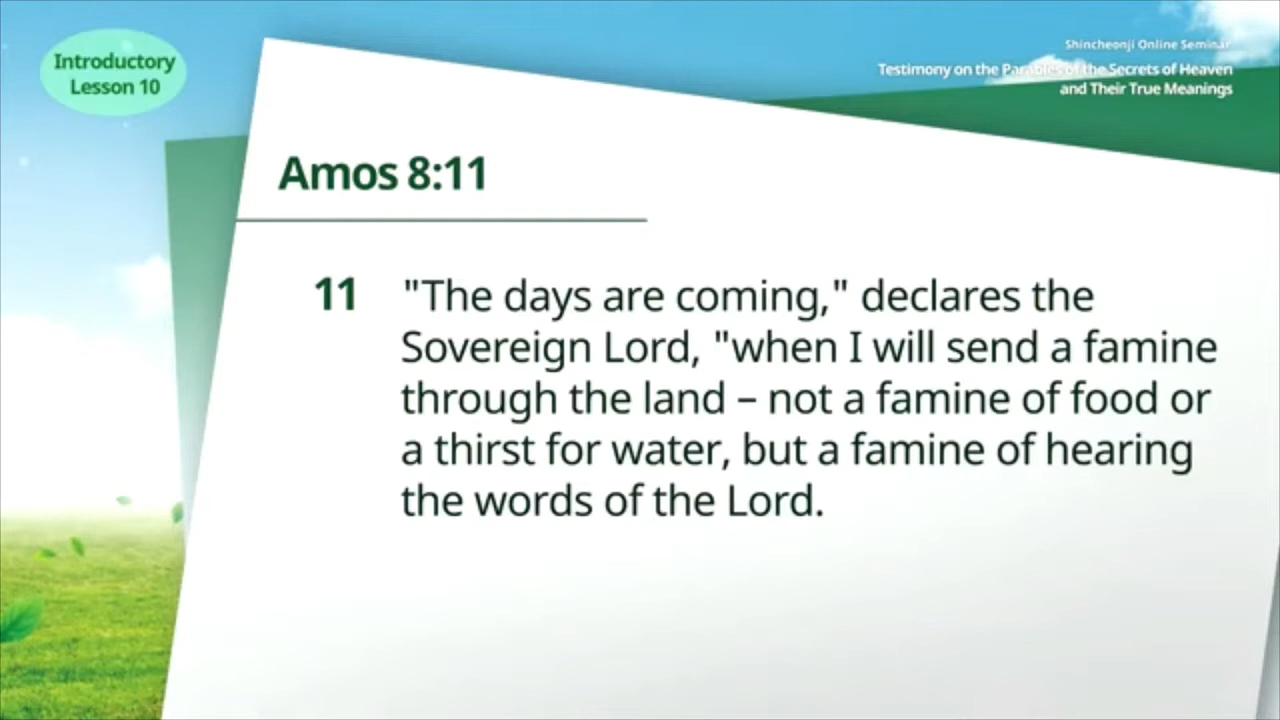 Introductory
Lesson 10
Shincheonji Online Seminar
Testimony on the Parables of the Secrets of Heaven
and Their True Meanings
Amos 8:11
11 "The days are coming," declares the
Sovereign Lord, "when I will send a famine
through the land – not a famine of food or
a thirst for water, but a famine of hearing
the words of the Lord.